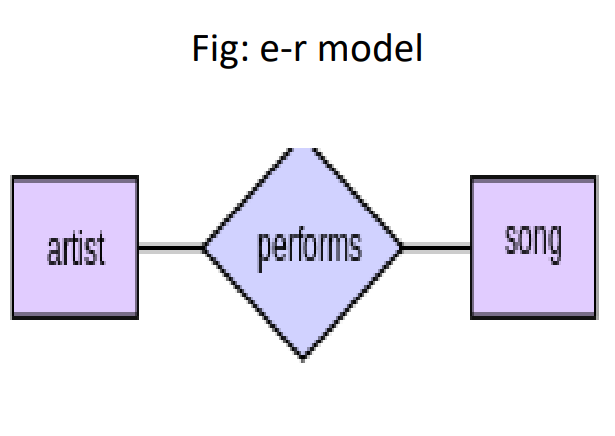 Fig: e-r model
artist
performs
song